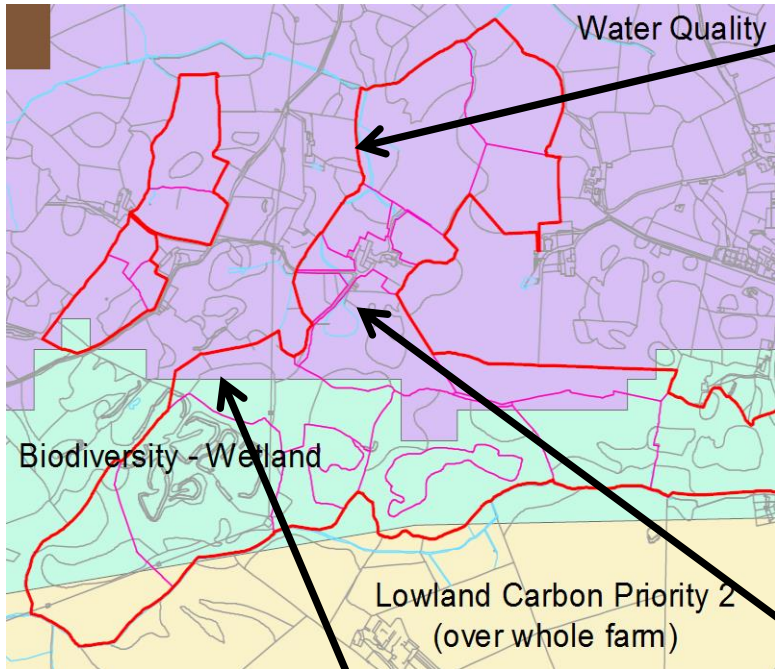 Water Quality
Biodiversity - Wetland
Lowland Carbon Priority 2
(over whole farm)